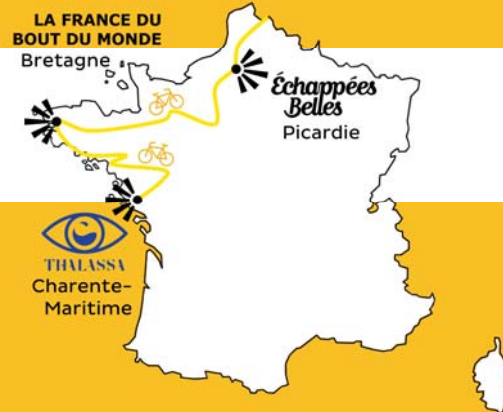 LA FRANCE DU
BOUT DU MONDE
Bretagne
Échappées
Belles
Picardie
THALASSA
Charente-
Maritime